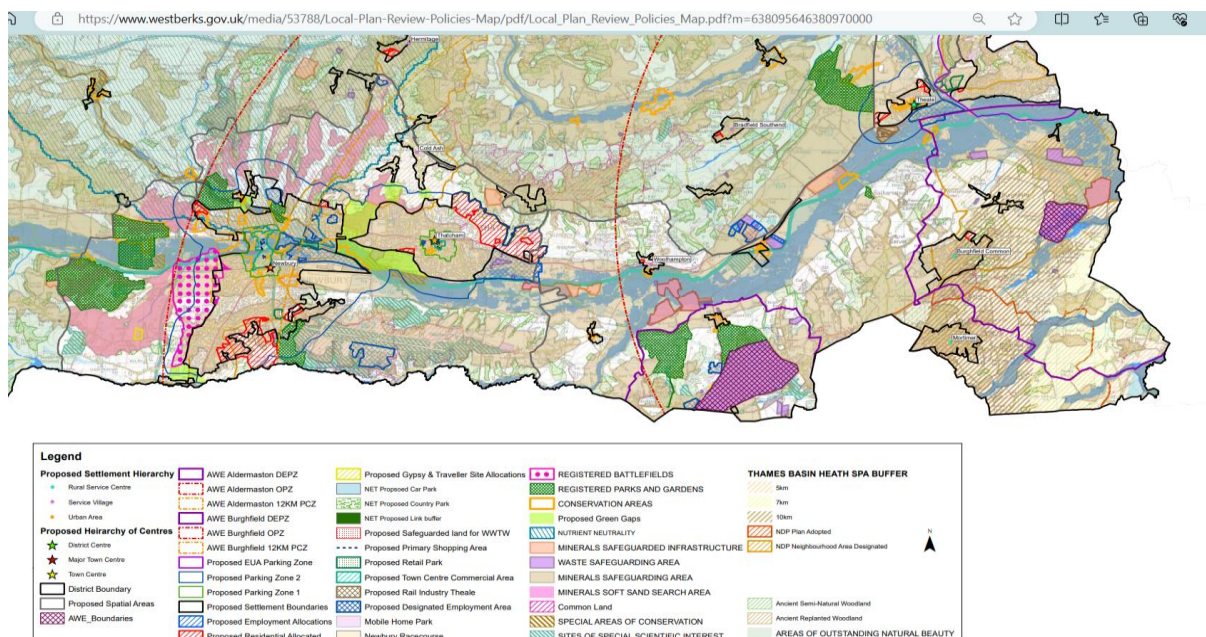 https://www.westberks.gov.uk/media/53788/Local-Plan-Review-Policies-Map/pdf/Local_Plan_Review_Policies_Map.pdf?m=638095646380970000
Hermitage
Cold Ash
Bradfield Southend
Theale
Thatcham
Newbury
Woolhampton
Burghfield Common
Mortimer
Legend
Proposed Settlement Hierarchy
Rural Service Centre
Service Village
Urban Area
Proposed Heirarchy of Centres
District Centre
Major Town Centre
Town Centre
District Boundary
Proposed Spatial Areas
AWE_Boundaries
AWE Aldermaston DEPZ
AWE Aldermaston OPZ
AWE Aldermaston 12KM PCZ
AWE Burghfield DEPZ
AWE Burghfield OPZ
AWE Burghfield 12KM PCZ
Proposed EUA Parking Zone
Proposed Parking Zone 2
Proposed Parking Zone 1
Proposed Settlement Boundaries
Proposed Employment Allocations
Proposed Residential Allocated
Proposed Gypsy & Traveller Site Allocations
NET Proposed Car Park
NET Proposed Country Park
NET Proposed Link buffer
Proposed Safeguarded land for WWTW
Proposed Primary Shopping Area
Proposed Retail Park
Proposed Town Centre Commercial Area
Proposed Rail Industry Theale
Proposed Designated Employment Area
Mobile Home Park
Newbury Racecourse
REGISTERED BATTLEFIELDS
REGISTERED PARKS AND GARDENS
CONSERVATION AREAS
Proposed Green Gaps
NUTRIENT NEUTRALITY
MINERALS SAFEGUARDED INFRASTRUCTURE
WASTE SAFEGUARDING AREA
MINERALS SAFEGUARDING AREA
MINERALS SOFT SAND SEARCH AREA
Common Land
SPECIAL AREAS OF CONSERVATION
SITES OF SPECIAL SCIENTIFIC INTEREST
THAMES BASIN HEATH SPA BUFFER
5km
7km
10km
NDP Plan Adopted
NDP Neighbourhood Area Designated
Ancient Semi-Natural Woodland
Ancient Replanted Woodland
AREAS OF OUTSTANDING NATURAL BEAUTY
N